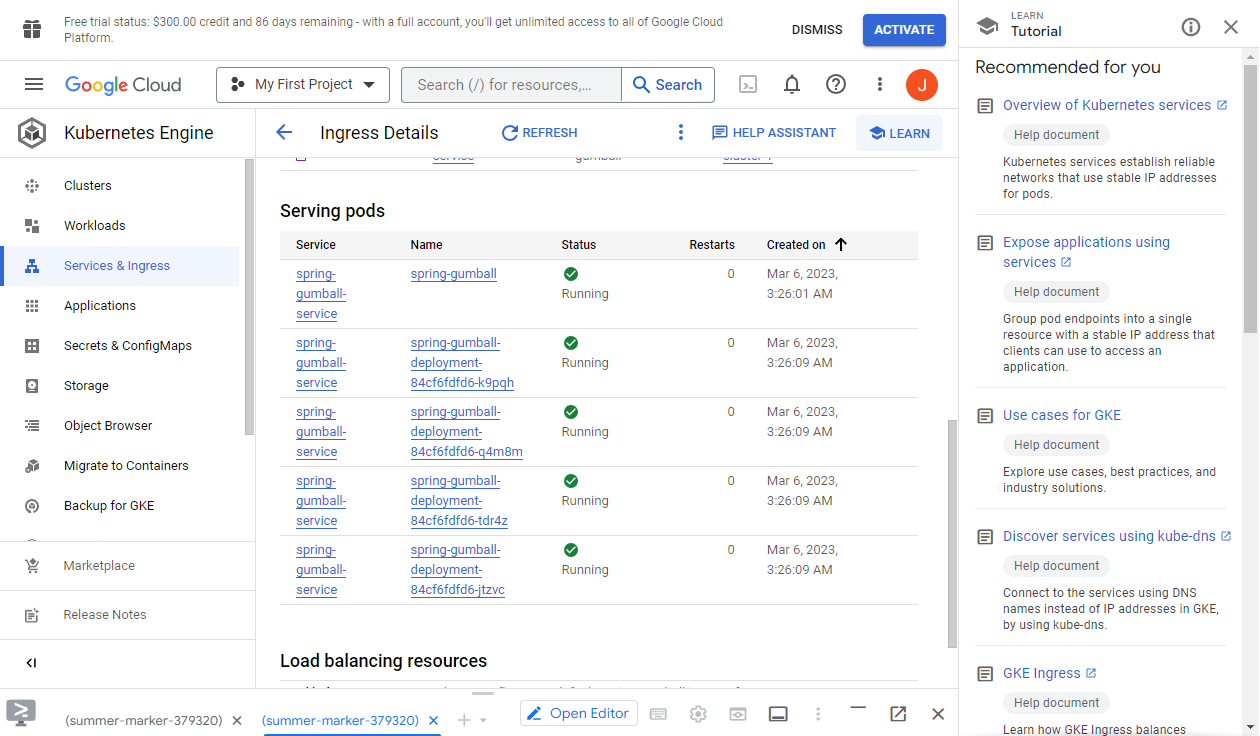 Free trial status: $300.00 credit and 86 days remaining - with a full account, you'll get unlimited access to all of Google Cloud
Platform.
DISMISS
ACTIVATE
Google Cloud
My First Project
Search (/) for resources,...
Search
J
Kubernetes Engine
Ingress Details
REFRESH
HELP ASSISTANT
LEARN
Clusters
Workloads
Services & Ingress
Applications
Secrets & ConfigMaps
Storage
Object Browser
Migrate to Containers
Backup for GKE
Marketplace
Release Notes
service
gumball
cluster-1
Serving pods
Service Name Status Restarts Created on
spring-
gumball-
service
spring-gumball
Running
0
Mar 6, 2023,
3:26:01 AM
spring-
gumball-
service
spring-gumball-
deployment-
84cf6fdfd6-k9pqh
Running
0
Mar 6, 2023,
3:26:09 AM
spring-
gumball-
service
spring-gumball-
deployment-
84cf6fdfd6-q4m8m
Running
0
Mar 6, 2023,
3:26:09 AM
spring-
gumball-
service
spring-gumball-
deployment-
84cf6fdfd6-tdr4z
Running
0
Mar 6, 2023,
3:26:09 AM
spring-
gumball-
service
spring-gumball-
deployment-
84cf6fdfd6-jtzvc
Running
0
Mar 6, 2023,
3:26:09 AM
Load balancing resources
(summer-marker-379320)
(summer-marker-379320)
Open Editor
LEARN
Tutorial
Recommended for you
Overview of Kubernetes services
Help document
Kubernetes services establish reliable
networks that use stable IP addresses
for pods.
Expose applications using
services
Help document
Group pod endpoints into a single
resource with a stable IP address that
clients can use to access an
application.
Use cases for GKE
Help document
Explore use cases, best practices, and
industry solutions.
Discover services using kube-dns
Help document
Connect to the services using DNS
names instead of IP addresses in GKE,
by using kube-dns.
GKE Ingress
Help document
Learn how GKE Ingress balances